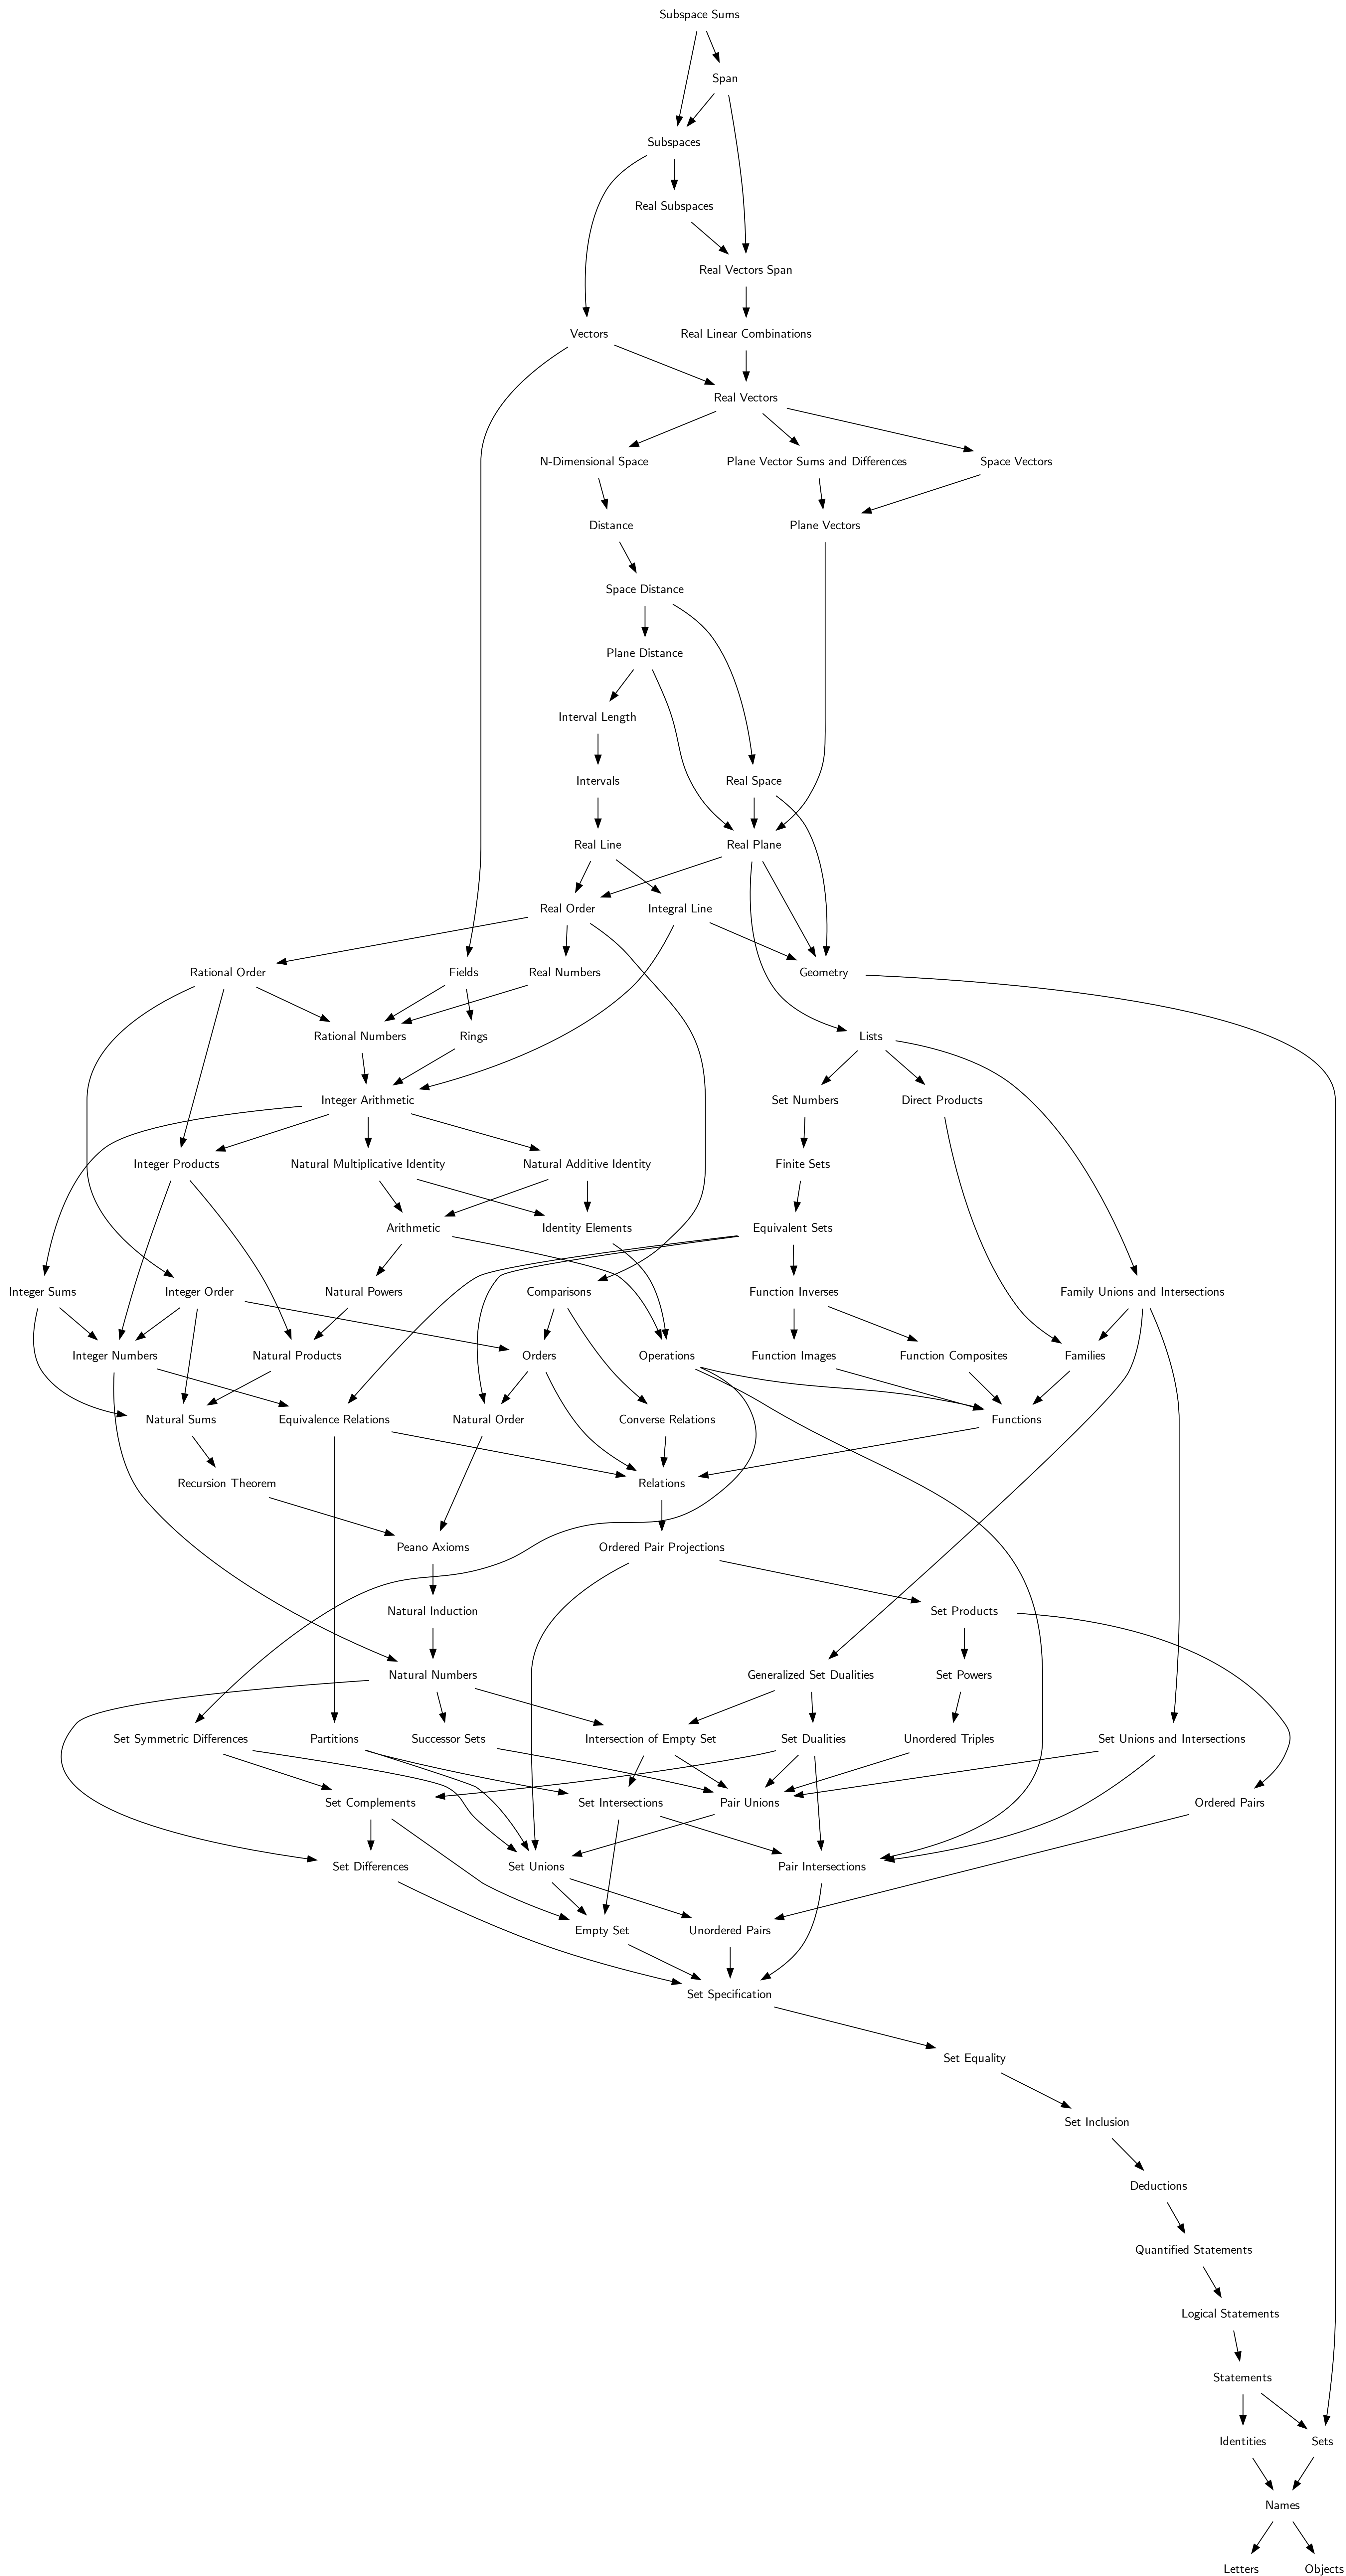 Subspace Sums
Span
Subspaces
Real Subspaces
Real Vectors Span
Vectors
Real Linear Combinations
Real Vectors
N-Dimensional Space
Plane Vector Sums and Differences
Space Vectors
Distance
Plane Vectors
Space Distance
Plane Distance
Interval Length
Intervals
Real Space
Real Line
Real Plane
Real Order
Integral Line
Rational Order
Fields
Real Numbers
Geometry
Rational Numbers
Rings
Lists
Integer Arithmetic
Set Numbers
Direct Products
Integer Products
Natural Multiplicative Identity
Natural Additive Identity
Finite Sets
Arithmetic
Identity Elements
Equivalent Sets
Integer Sums
Integer Order
Natural Powers
Comparisons
Function Inverses
Family Unions and Intersections
Integer Numbers
Natural Products
Orders
Operations
Function Images
Function Composites
Families
Natural Sums
Equivalence Relations
Natural Order
Converse Relations
Functions
Recursion Theorem
Relations
Peano Axioms
Ordered Pair Projections
Natural Induction
Set Products
Natural Numbers
Generalized Set Dualities
Set Powers
Set Symmetric Differences
Partitions
Successor Sets
Intersection of Empty Set
Set Dualities
Unordered Triples
Set Unions and Intersections
Set Complements
Set Intersections
Pair Unions
Ordered Pairs
Set Differences
Set Unions
Pair Intersections
Empty Set
Unordered Pairs
Set Specification
Set Equality
Set Inclusion
Deductions
Quantified Statements
Logical Statements
Statements
Identities
Sets
Names
Letters
Objects